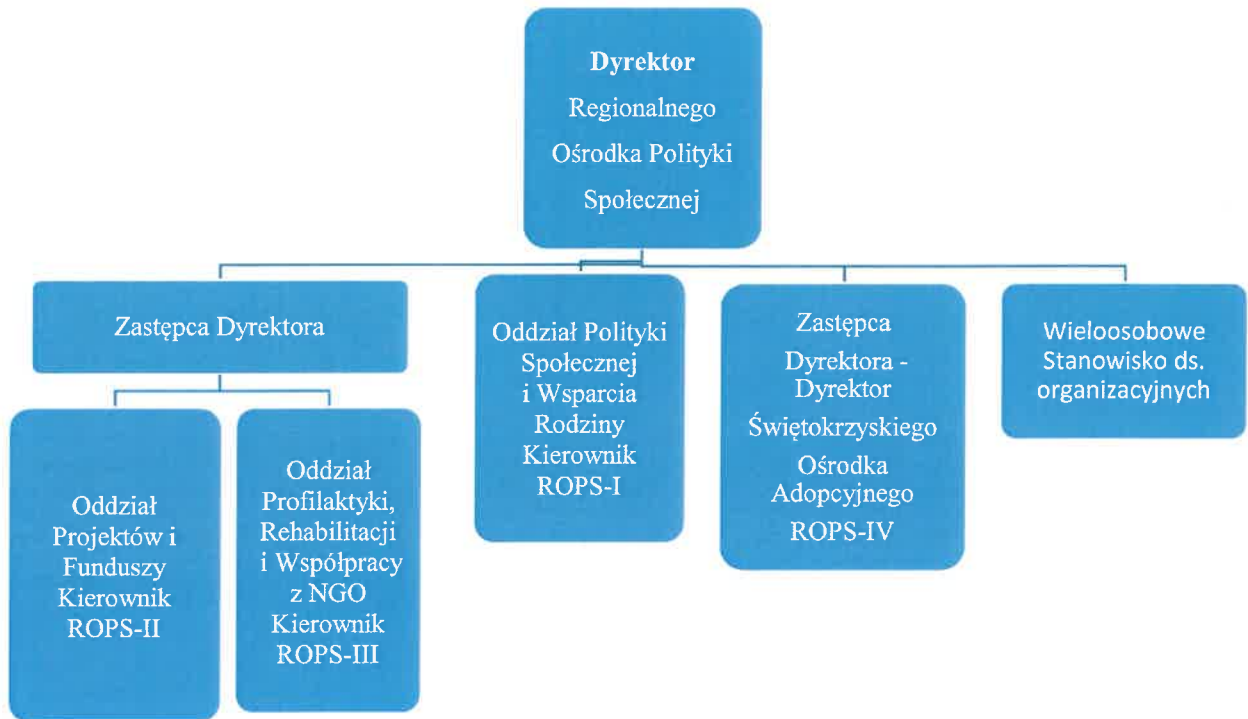 Dyrektor
Regionalnego
Ośrodka Polityki
Społecznej
Zastępca Dyrektora
Oddział Polityki
Społecznej
i Wsparcia
Rodziny
Kierownik
ROPS-I
Zastępca
Dyrektora -
Dyrektor
Świętokrzyskiego
Ośrodka
Adopcyjnego
ROPS-IV
Wieloosobowe
Stanowisko ds.
organizacyjnych
Oddział
Projektów i
Funduszy
Kierownik
ROPS-II
Oddział
Profilaktyki,
Rehabilitacji
i Współpracy
z NGO
Kierownik
ROPS-III